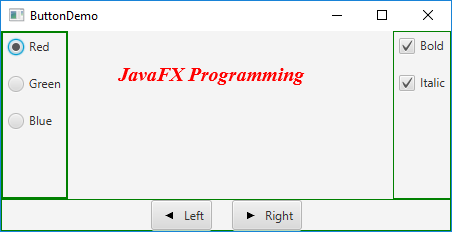 ButtonDemo
Red
Green
Blue
JavaFX Programming
Bold
Italic
Left
Right